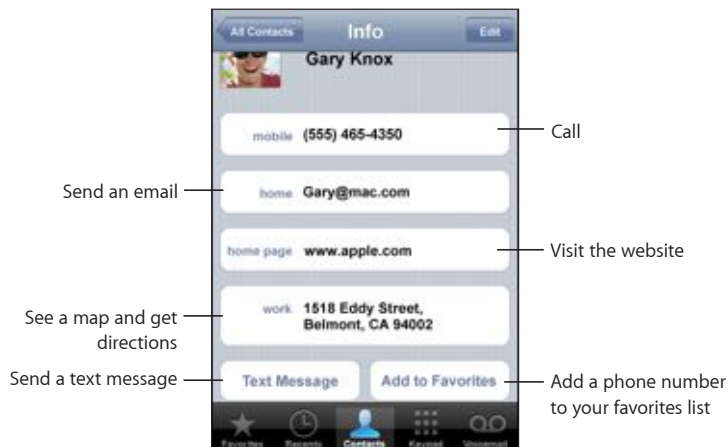 All Contacts Info Edit
Gary Knox
mobile (555) 465-4350
Call
Send an email
home Gary@mac.com
home page www.apple.com
Visit the website
work 1518 Eddy Street,
Belmont, CA 94002
See a map and get
directions
Send a text message
Text Message Add to Favorites
Add a phone number
to your favorites list
Favorites Recents Contacts Keypad Voicemail